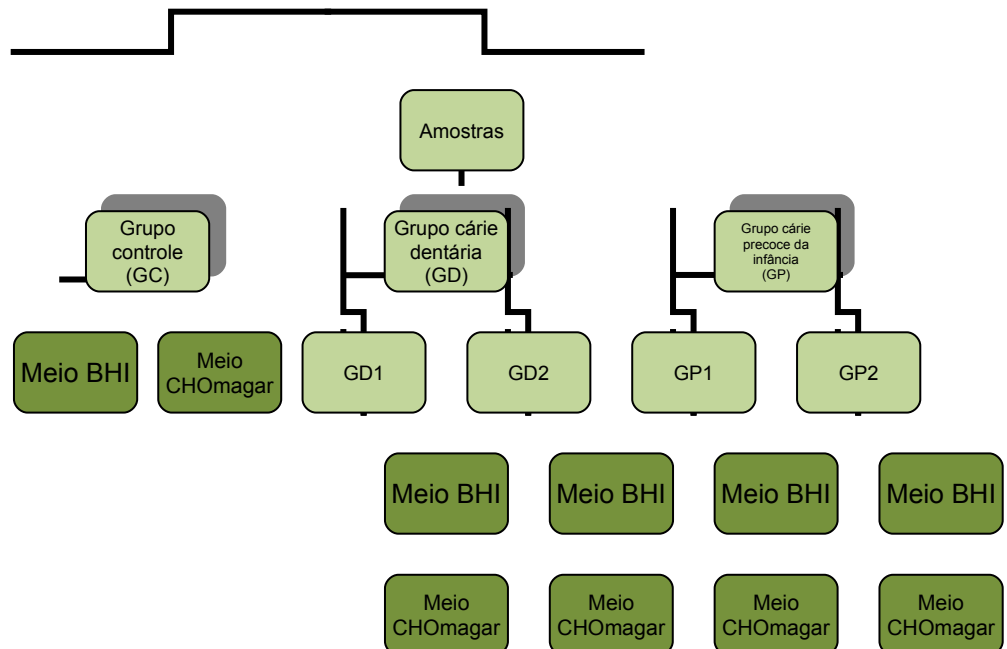 Amostras
Grupo
controle
(GC)
Grupo cárie
dentária
(GD)
Grupo cárie
precoce da
infância
(GP)
Meio BHI
Meio
CHOmagar
GD1
GD2
GP1
GP2
Meio BHI
Meio BHI
Meio BHI
Meio BHI
Meio
CHOmagar
Meio
CHOmagar
Meio
CHOmagar
Meio
CHOmagar